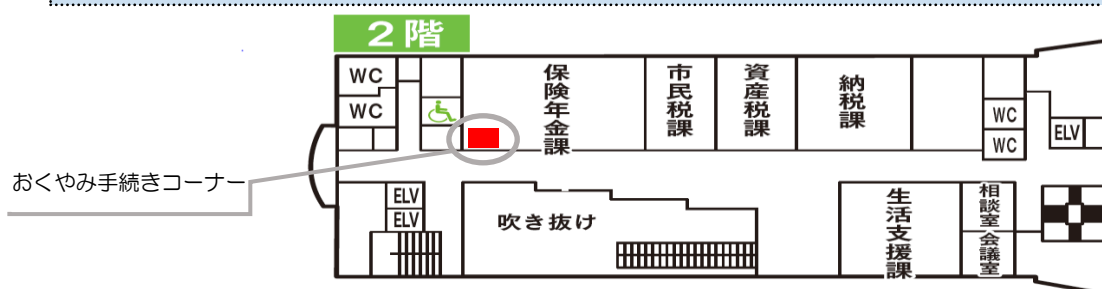 2階
WC
WC
保険年金課
市民税課
資産税課
納税課
WC
WC
ELV
おくやみ手続きコーナー
ELV
ELV
吹き抜け
生活支援課
相談室
会議室